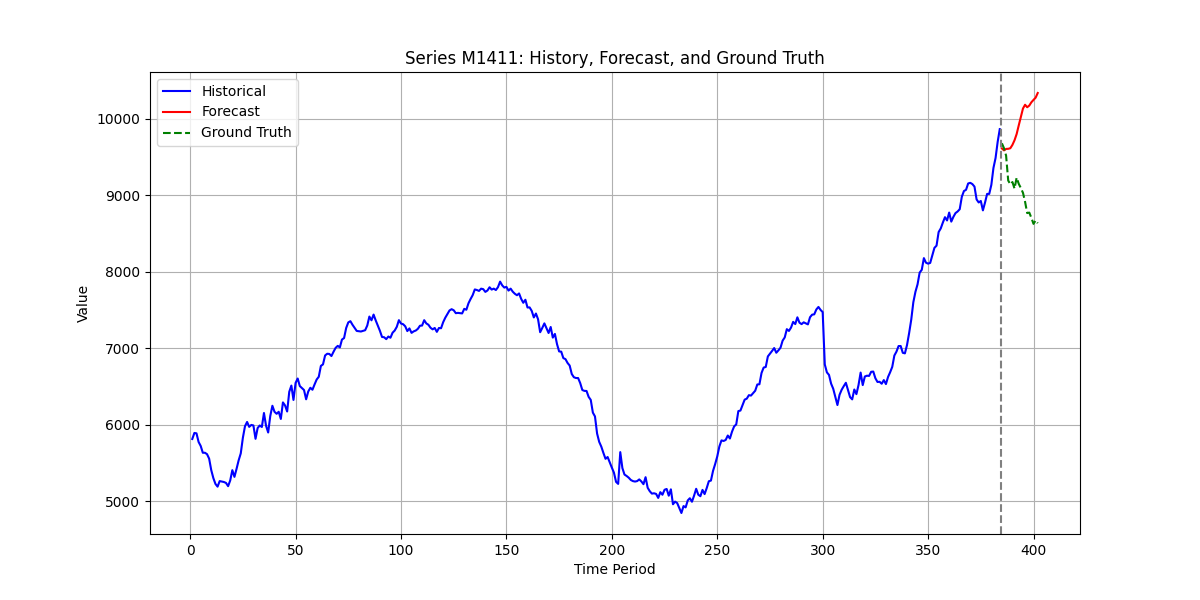 Series M1411: History, Forecast, and Ground Truth
Historical
Forecast
Ground Truth
10000
9000
8000
7000
6000
5000
Value
0 50 100 150 200 250 300 350 400
Time Period